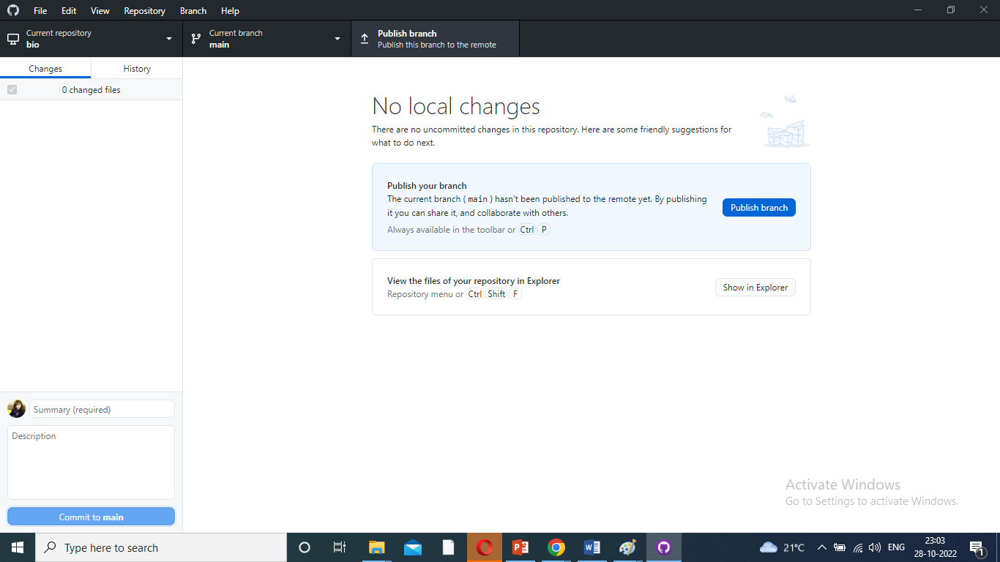 File Edit View Repository Branch Help
Current repository
bio
Current branch
main
Publish branch
Publish this branch to the remote
Changes History
0 changed files
No local changes
There are no uncommitted changes in this repository. Here are some friendly suggestions for
what to do next.
Publish your branch
The current branch ( main ) hasn't been published to the remote yet. By publishing
it you can share it, and collaborate with others.
Always available in the toolbar or Ctrl P
Publish branch
View the files of your repository in Explorer
Repository menu or Ctrl Shift F
Show in Explorer
Summary (required)
Description
Commit to main
Activate Windows
Go to Settings to activate Windows.
Type here to search
21°C
ENG
23:03
28-10-2022
1